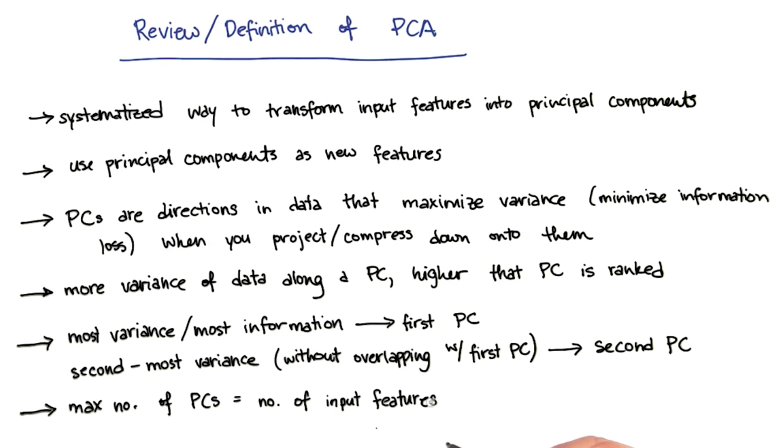 Review/Definition of PCA
→ systematized way to transform input features into principal components
→ use principal components as new features
→ PCs are directions in data that maximize variance (minimize information
loss) when you project/compress down onto them
→ more variance of data along a PC, higher that PC is ranked
→ most variance/most information → first PC
second-most variance (without overlapping w/first PC) → second PC
→ max no. of PCs = no. of input features